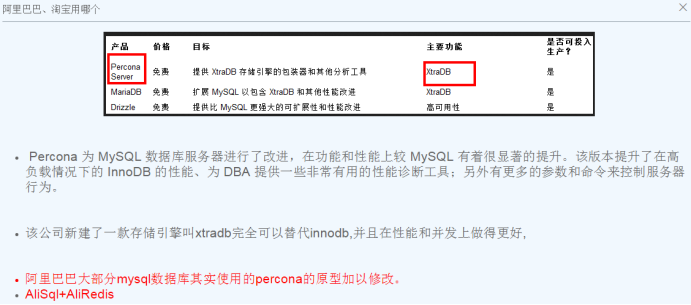 阿里巴巴、淘宝用哪个
产品 价格 目标 主要功能 是否可投入生产？
Percona Server 免费 提供 XtraDB 存储引擎的包装器和其他分析工具 XtraDB 是
MariaDB 免费 扩展 MySQL 以包含 XtraDB 和其他性能改进 XtraDB 是
Drizzle 免费 提供比 MySQL 更强大的可扩展性和性能改进 高可用性 是
• Percona 为 MySQL 数据库服务器进行了改进，在功能和性能上较 MySQL 有着很显著的提升。该版本提升了在高
负载情况下的 InnoDB 的性能、为 DBA 提供一些非常有用的性能诊断工具；另外有更多的参数和命令来控制服务器
行为。
• 该公司新建了一款存储引擎叫xtradb完全可以替代innodb,并且在性能和并发上做得更好,
• 阿里巴巴大部分mysql数据库其实使用的percona的原型加以修改。
• AliSql+AliRedis